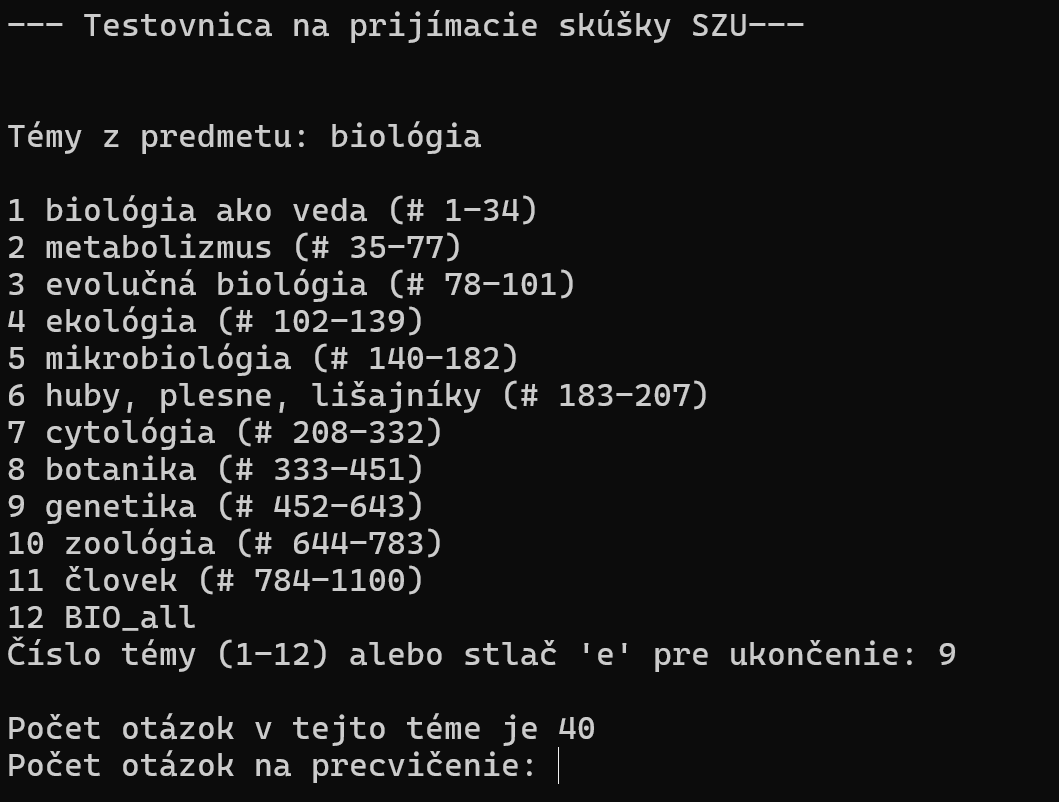 --- Testovnica na prijímacie skúšky SZU---
Témy z predmetu: biológia
1 biológia ako veda (# 1-34)
2 metabolizmus (# 35-77)
3 evolučná biológia (# 78-101)
4 ekológia (# 102-139)
5 mikrobiológia (# 140-182)
6 huby, plesne, lišajníky (# 183-207)
7 cytológia (# 208-332)
8 botanika (# 333-451)
9 genetika (# 452-643)
10 zoológia (# 644-783)
11 človek (# 784-1100)
12 BIO_all
Číslo témy (1-12) alebo stlač 'e' pre ukončenie: 9
Počet otázok v tejto téme je 40
Počet otázok na precvičenie: